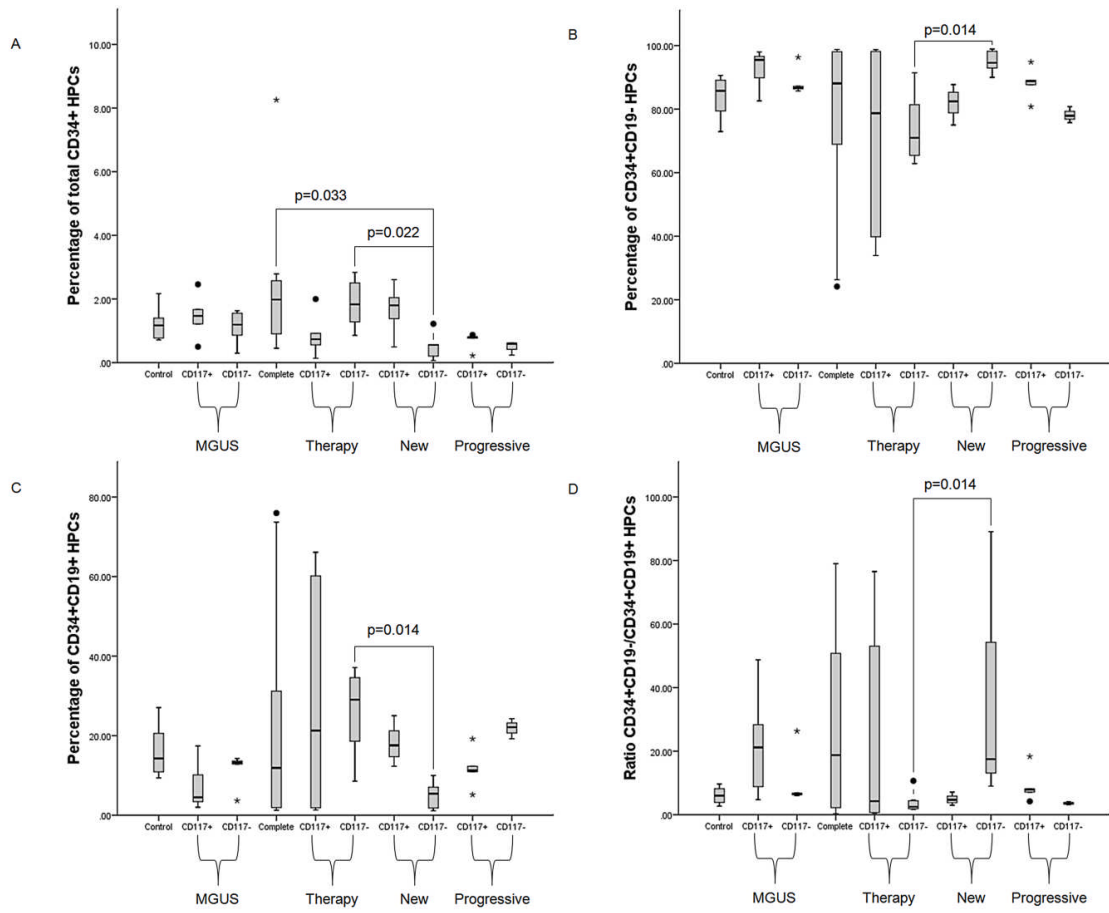 A
Percentage of total CD34+ HPCs
10.00
8.00
6.00
4.00
2.00
.00
p=0.033
p=0.022
Control CD117+ CD117- Complete CD117+ CD117- CD117+ CD117- CD117+ CD117-
MGUS Therapy New Progressive
B
Percentage of CD34+CD19- HPCs
100.00
80.00
60.00
40.00
20.00
.00
p=0.014
Control CD117+ CD117- Complete CD117+ CD117- CD117+ CD117- CD117+ CD117-
MGUS Therapy New Progressive
C
Percentage of CD34+CD19+ HPCs
80.00
60.00
40.00
20.00
.00
p=0.014
Control CD117+ CD117- Complete CD117+ CD117- CD117+ CD117- CD117+ CD117-
MGUS Therapy New Progressive
D
Ratio CD34+CD19-/CD34+CD19+ HPCs
100.00
80.00
60.00
40.00
20.00
.00
p=0.014
Control CD117+ CD117- Complete CD117+ CD117- CD117+ CD117- CD117+ CD117-
MGUS Therapy New Progressive